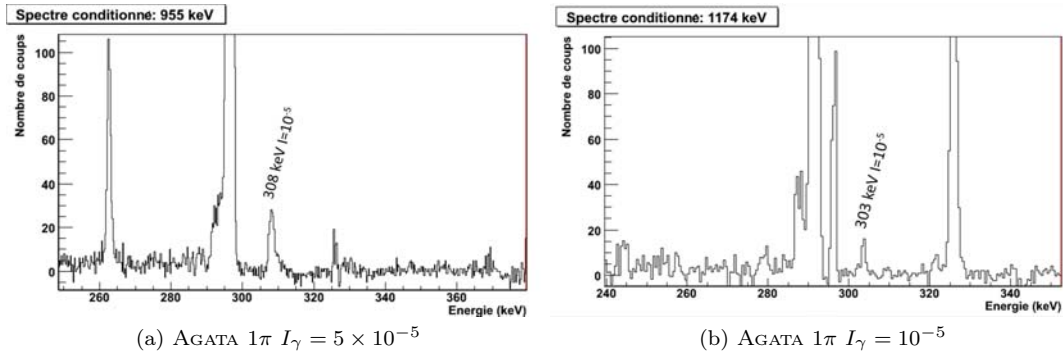 Spectre conditionné: 955 keV
Nombre de coups
100
80
60
40
20
0
308 keV I=10⁻⁵
260
280
300
320
340
360
Energie (keV)
(a) AGATA 1π Iγ = 5 × 10⁻⁵
Spectre conditionné: 1174 keV
Nombre de coups
100
80
60
40
20
0
303 keV I=10⁻⁵
240
260
280
300
320
340
Energie (keV)
(b) AGATA 1π Iγ = 10⁻⁵